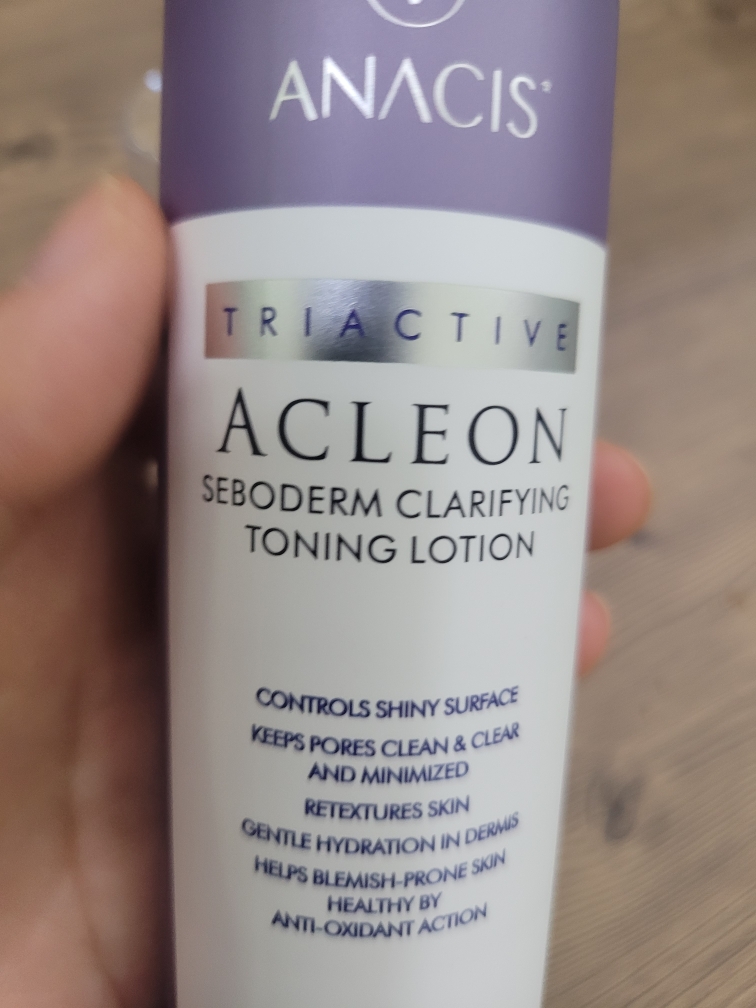 ANACIS
TRIACTIVE
ACLEON
SEBODERM CLARIFYING
TONING LOTION
CONTROLS SHINY SURFACE
KEEPS PORES CLEAN & CLEAR
AND MINIMIZED
RETEXTURES SKIN
GENTLE HYDRATION IN DERMIS
HELPS BLEMISH-PRONE SKIN
HEALTHY BY
ANTI-OXIDANT ACTION